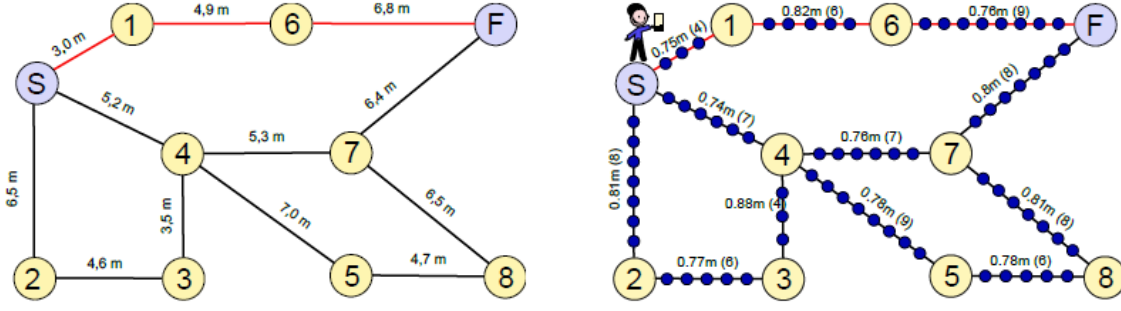 4,9 m
6,8 m
1
6
F
3,0 m
S
5,2 m
6,4 m
5,3 m
4
7
6,5 m
3,5 m
7,0 m
6,5 m
4,6 m
4,7 m
2
3
5
8
0.82m (6)
0.76m (9)
1
6
F
0.75m (4)
S
0.74m (7)
0.8m (8)
0.76m (7)
4
7
0.81m (8)
0.88m (4)
0.78m (9)
0.81m (8)
0.77m (6)
0.78m (6)
2
3
5
8